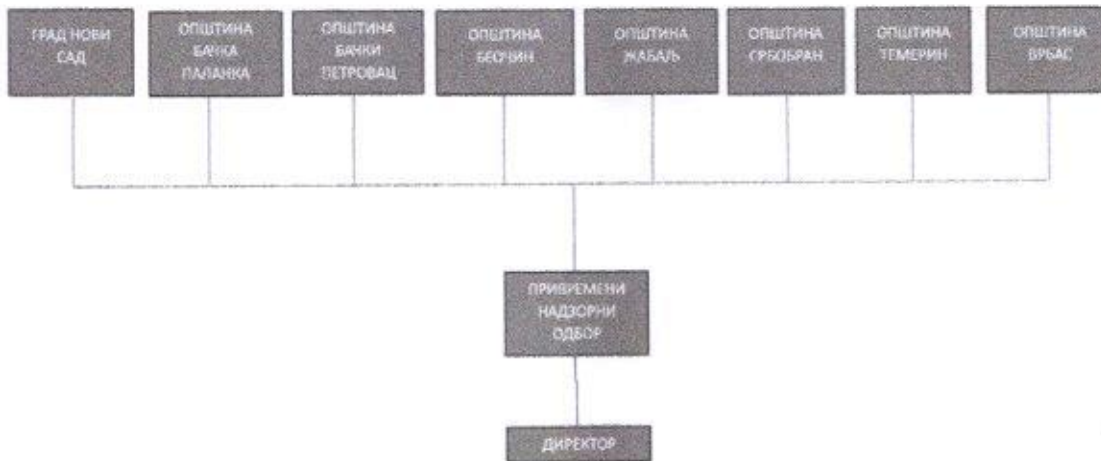 ГРАД НОВИ
САД
ОПШТИНА
БАЧКА
ПАЛАНКА
ОПШТИНА
БАЧКИ
ПЕТРОВАЦ
ОПШТИНА
БЕОЧИН
ОПШТИНА
ЖАБАЉ
ОПШТИНА
СРБОБРАН
ОПШТИНА
ТЕМЕРИН
ОПШТИНА
ВРБАС
ПРИВРЕМЕНИ
НАДЗОРНИ
ОДБОР
ДИРЕКТОР